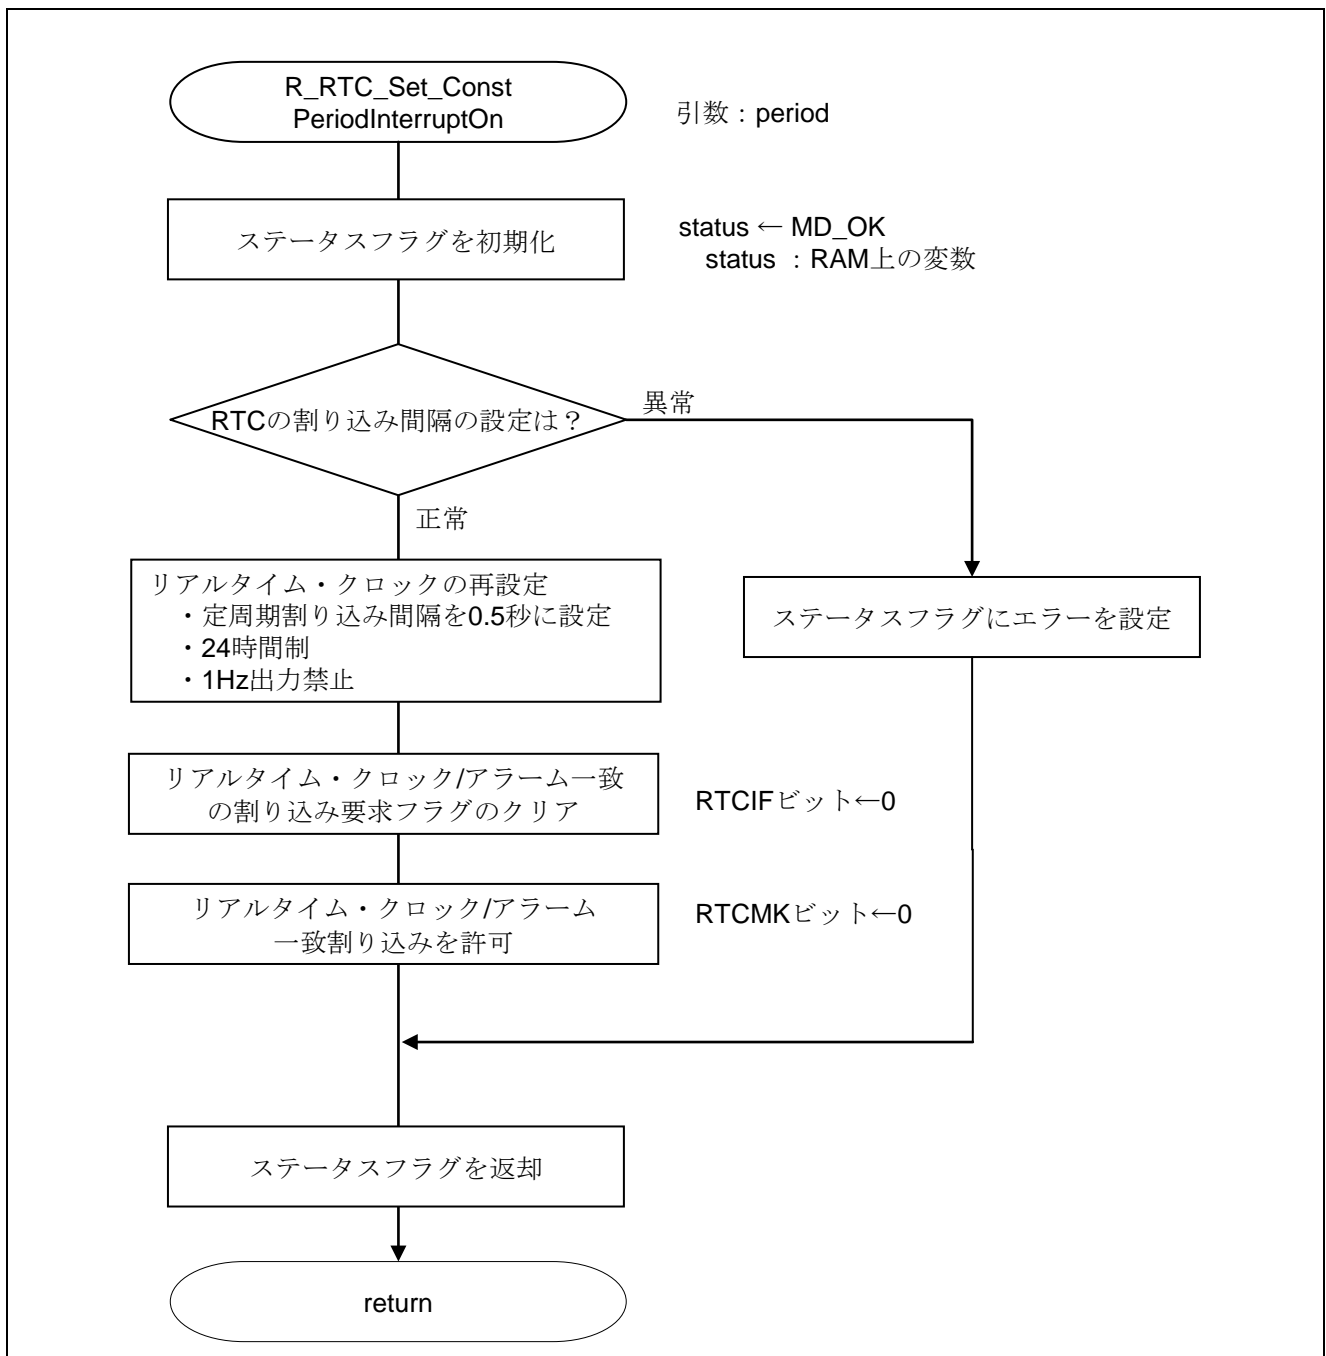 R_RTC_Set_Const
PeriodInterruptOn
引数：period
ステータスフラグを初期化
status ← MD_OK
status ：RAM上の変数
RTCの割り込み間隔の設定は？
異常
正常
リアルタイム・クロックの再設定
・定周期割り込み間隔を0.5秒に設定
・24時間制
・1Hz出力禁止
ステータスフラグにエラーを設定
リアルタイム・クロック/アラーム一致
の割り込み要求フラグのクリア
RTCIFビット←0
リアルタイム・クロック/アラーム
一致割り込みを許可
RTCMKビット←0
ステータスフラグを返却
return